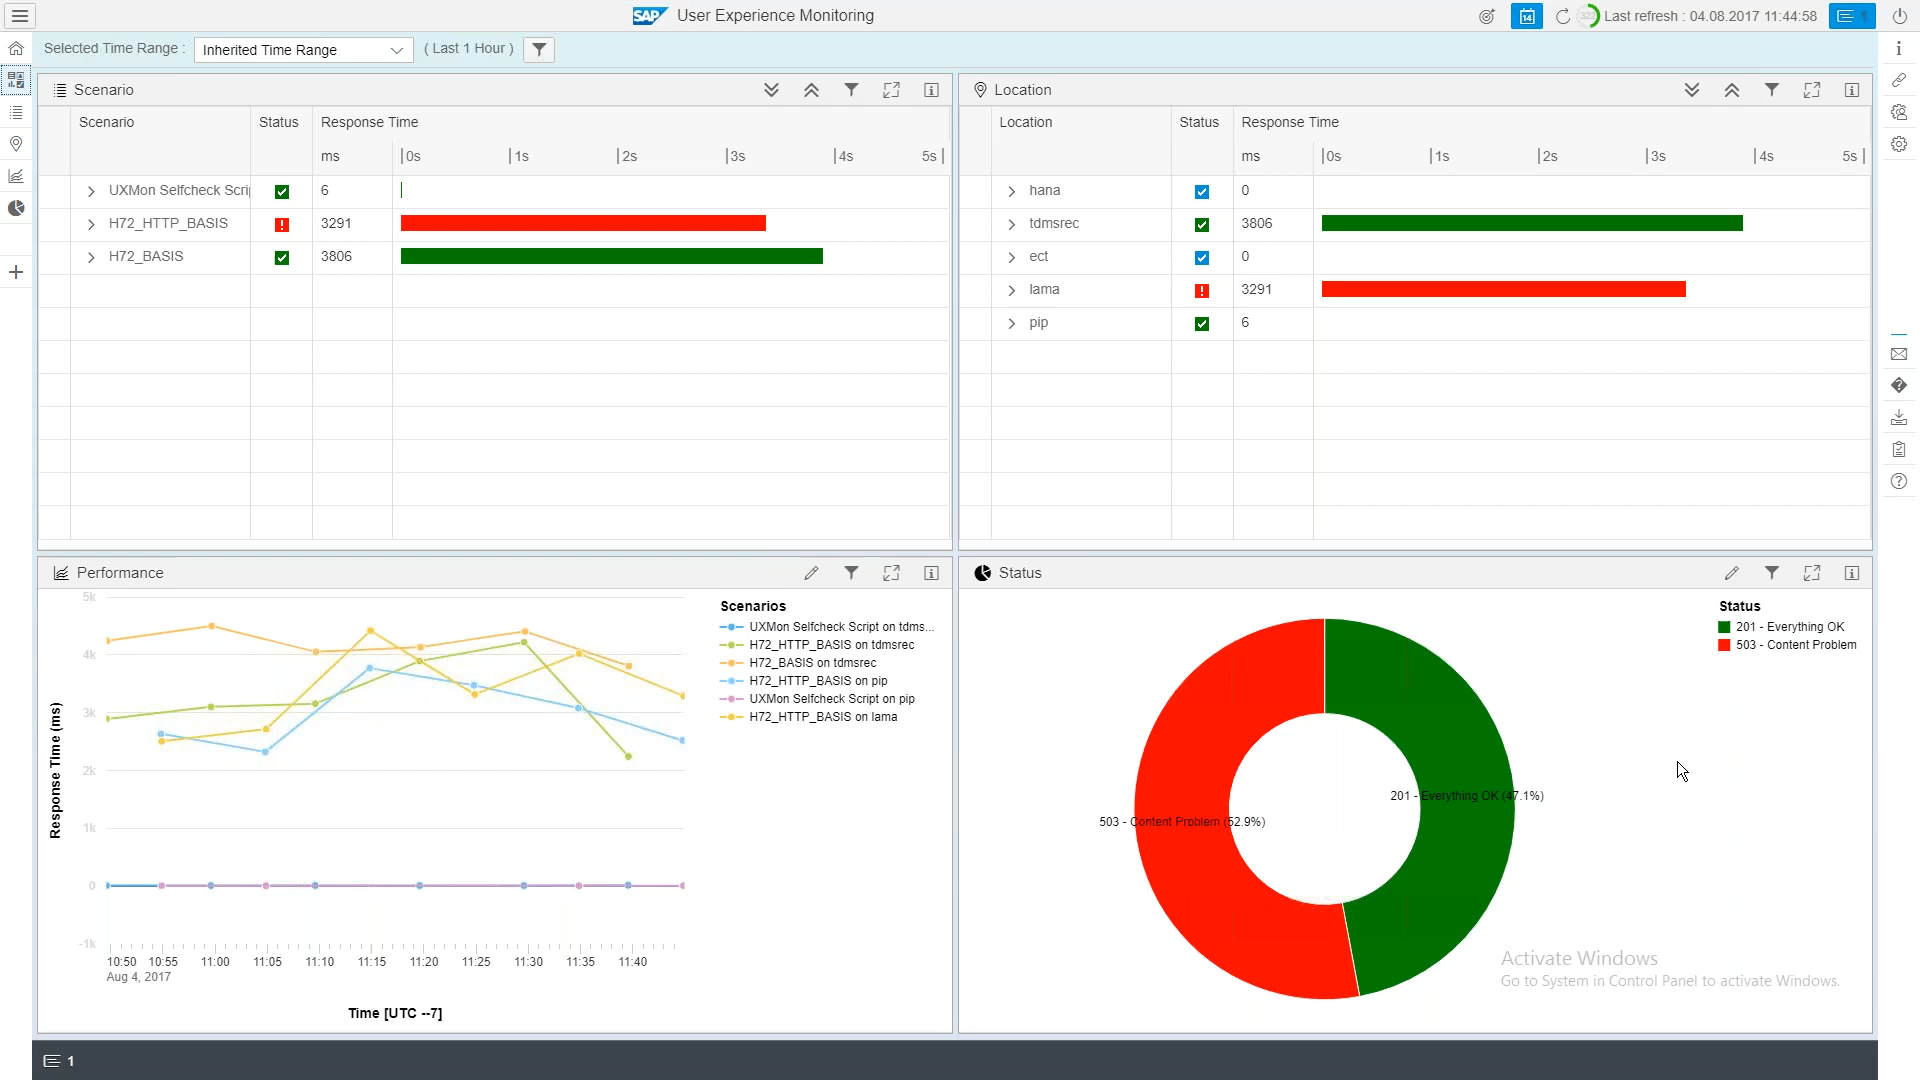 SAP User Experience Monitoring
14
322
Last refresh : 04.08.2017 11:44:58
1
Selected Time Range :
Inherited Time Range
( Last 1 Hour )
Scenario
Scenario Status Response Time
ms 0s 1s 2s 3s 4s 5s
UXMon Selfcheck Scri 6
H72_HTTP_BASIS 3291
H72_BASIS 3806
Location
Location Status Response Time
ms 0s 1s 2s 3s 4s 5s
hana 0
tdmsrec 3806
ect 0
lama 3291
pip 6
Performance
5k
4k
3k
2k
1k
0
-1k
Response Time (ms)
10:50 10:55 11:00 11:05 11:10 11:15 11:20 11:25 11:30 11:35 11:40
Aug 4, 2017
Time [UTC --7]
Scenarios
UXMon Selfcheck Script on tdms...
H72_HTTP_BASIS on tdmsrec
H72_BASIS on tdmsrec
H72_HTTP_BASIS on pip
UXMon Selfcheck Script on pip
H72_HTTP_BASIS on lama
Status
Status
201 - Everything OK
503 - Content Problem
201 - Everything OK (47.1%)
503 - Content Problem (52.9%)
Activate Windows
Go to System in Control Panel to activate Windows.
1